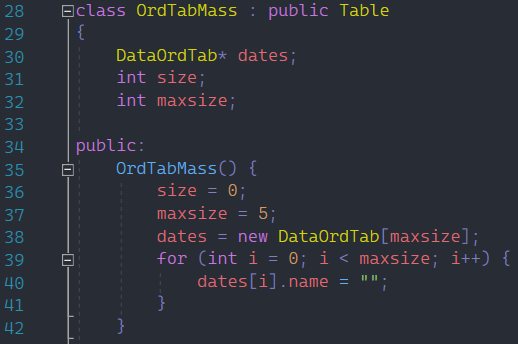 28 class OrdTabMass : public Table
29 {
30 DataOrdTab* dates;
31 int size;
32 int maxsize;
33
34 public:
35 OrdTabMass() {
36 size = 0;
37 maxsize = 5;
38 dates = new DataOrdTab[maxsize];
39 for (int i = 0; i < maxsize; i++) {
40 dates[i].name = "";
41 }
42 }